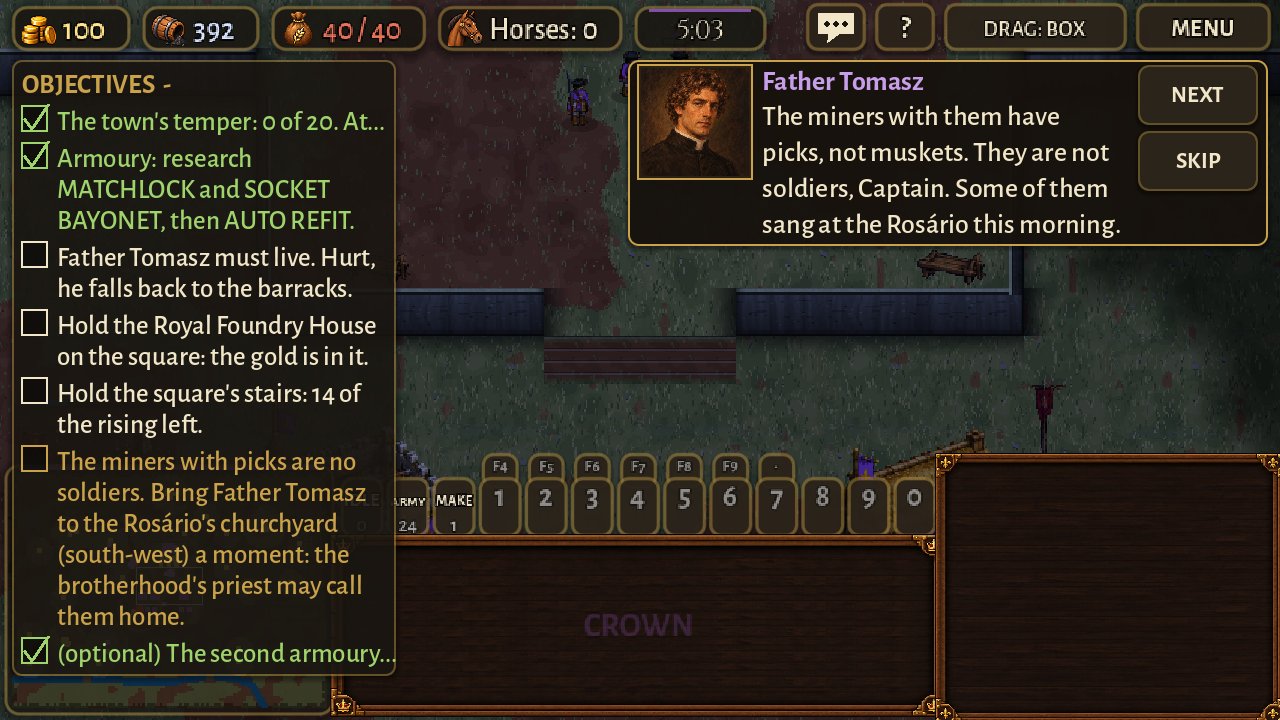 100
392
40/40
Horses: 0
5:03
?
DRAG: BOX
MENU
OBJECTIVES -
The town's temper: 0 of 20. At...
Armoury: research
MATCHLOCK and SOCKET
BAYONET, then AUTO REFIT.
Father Tomasz must live. Hurt,
he falls back to the barracks.
Hold the Royal Foundry House
on the square: the gold is in it.
Hold the square's stairs: 14 of
the rising left.
The miners with picks are no
soldiers. Bring Father Tomasz
to the Rosário's churchyard
(south-west) a moment: the
brotherhood's priest may call
them home.
(optional) The second armoury...
Father Tomasz
The miners with them have
picks, not muskets. They are not
soldiers, Captain. Some of them
sang at the Rosário this morning.
NEXT
SKIP
F4 F5 F6 F7 F8 F9 .
ARMY MAKE 1 2 3 4 5 6 7 8 9 0
0 24 1
CROWN